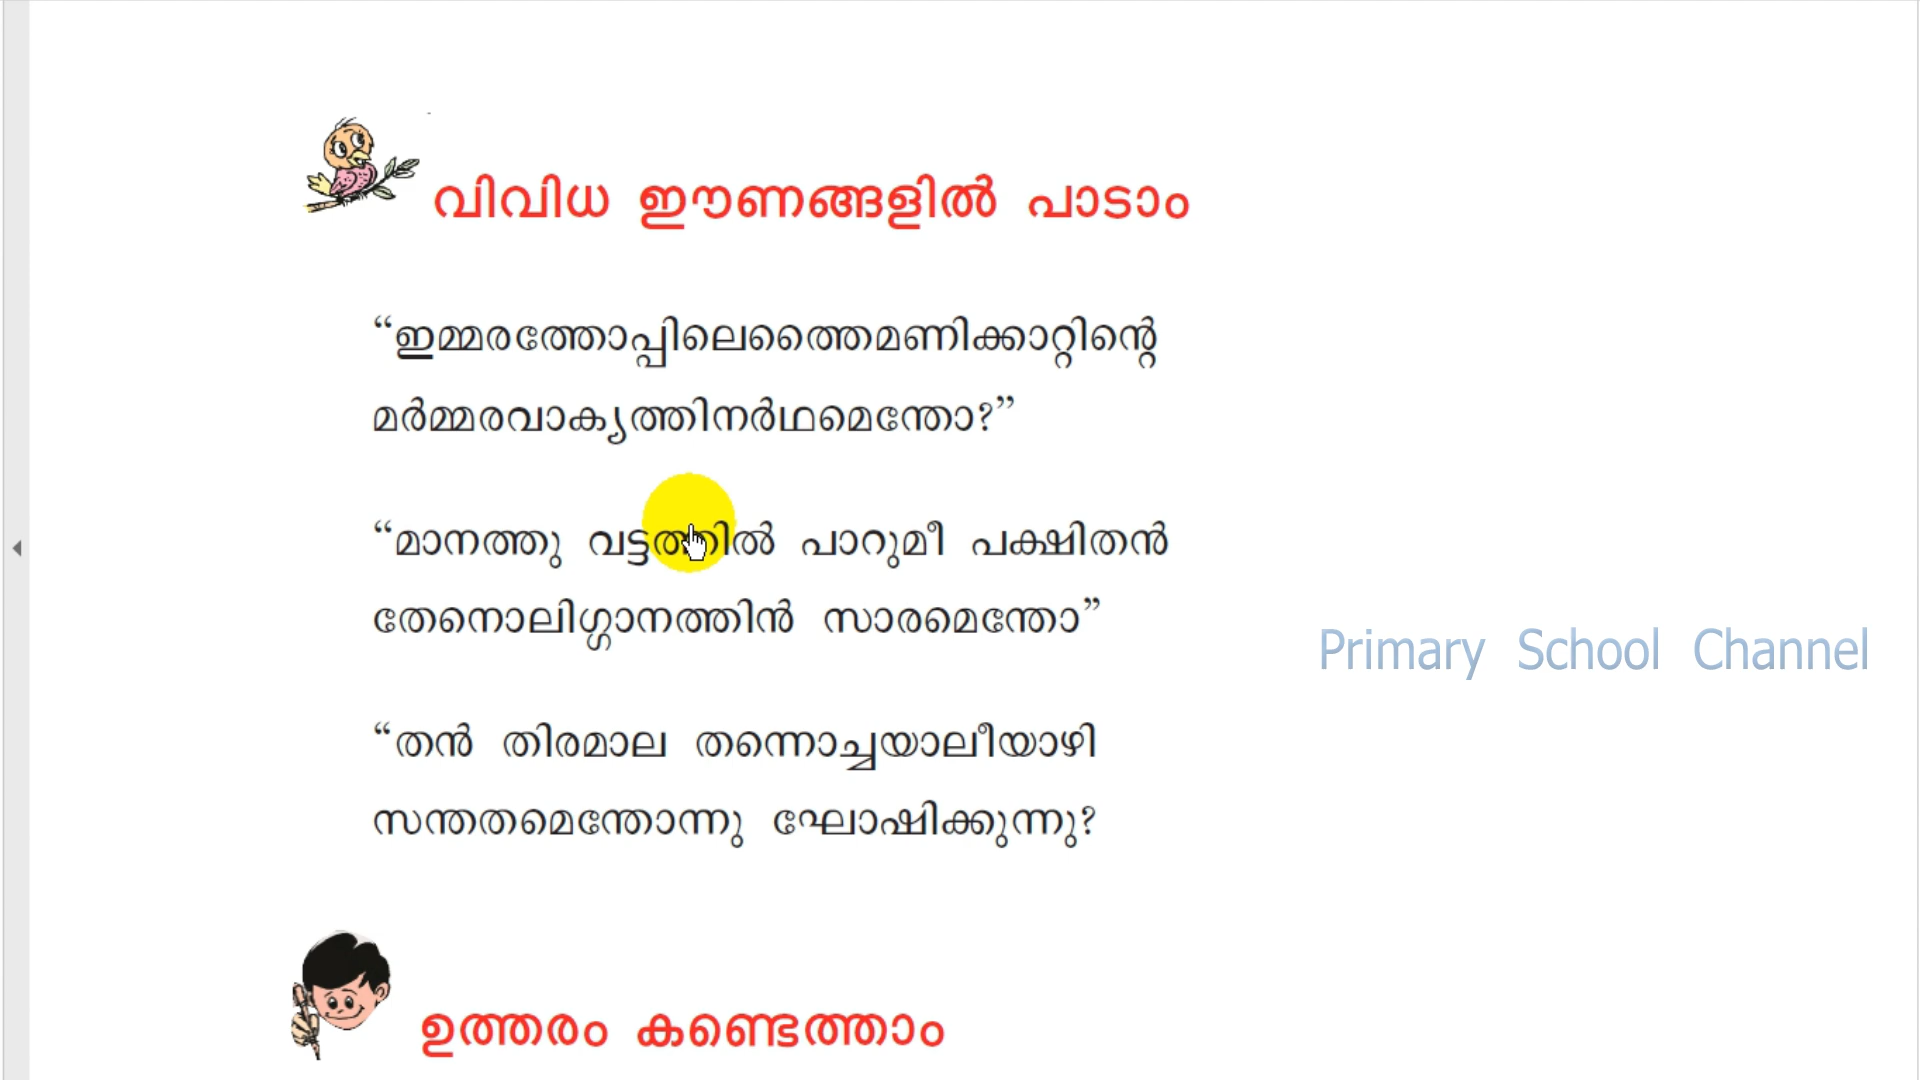 വിവിധ ഈണങ്ങളിൽ പാടാം
“ഇമ്മരത്തോപ്പിലെത്തൈമണിക്കാറ്റിന്റെ
മർമ്മരവാക്യത്തിനർഥമെന്തോ?”
“മാനത്തു വട്ടത്തിൽ പാറുമീ പക്ഷിതൻ
തേനൊലിഗ്ഗാനത്തിൻ സാരമെന്തോ”
Primary School Channel
“തൻ തിരമാല തന്നൊച്ചയാലീയാഴി
സന്തതമെന്തോന്നു ഘോഷിക്കുന്നു?
ഉത്തരം കണ്ടെത്താം